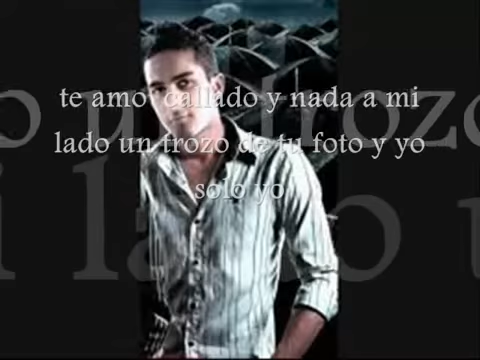 te amo callado y nada a mi
lado un trozo de tu foto y yo
solo yo